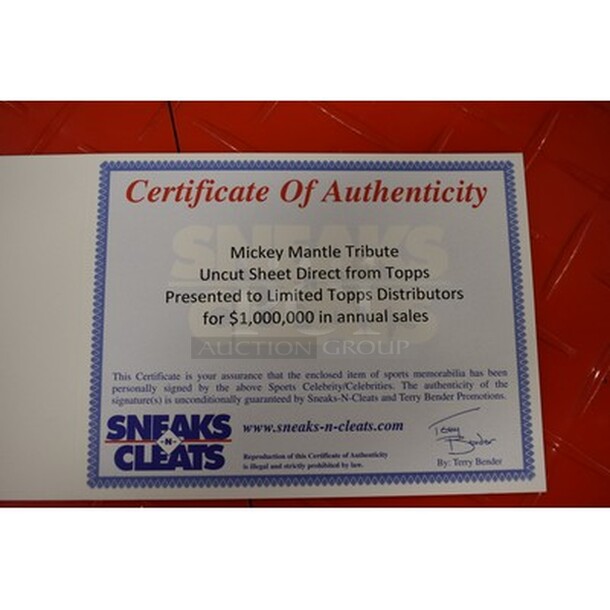 Certificate Of Authenticity
Mickey Mantle Tribute
Uncut Sheet Direct from Topps
Presented to Limited Topps Distributors
for $1,000,000 in annual sales
AUCTION GROUP
This Certificate is your assurance that the enclosed item of sports memorabilia has been
personally signed by the above Sports Celebrity/Celebrities. The authenticity of the
signature(s) is unconditionally guaranteed by Sneaks-N-Cleats and Terry Bender Promotions.
SNEAKS
-N-
CLEATS
www.sneaks-n-cleats.com
Reproduction of this Certificate of Authenticity
is illegal and strictly prohibited by law.
Terry
Bender
By: Terry Bender